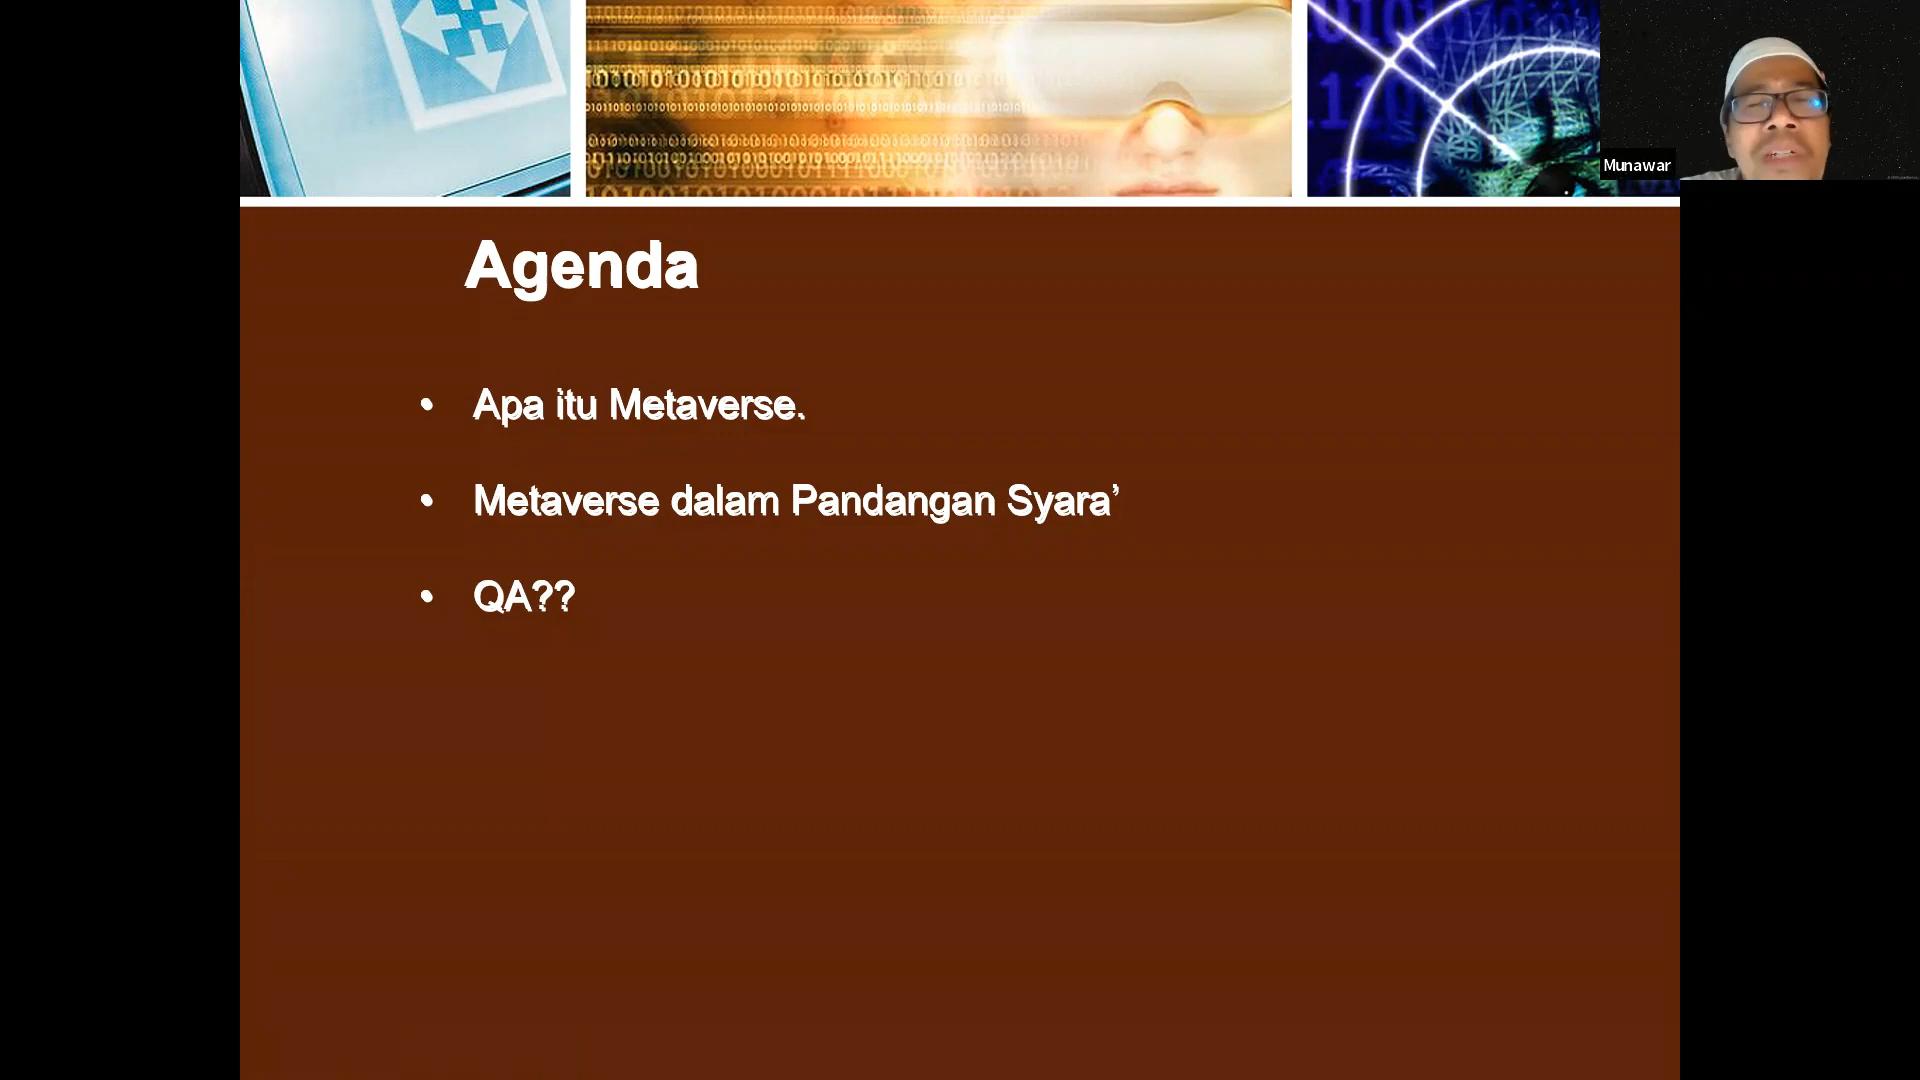 Munawar
Agenda
• Apa itu Metaverse.
• Metaverse dalam Pandangan Syara’
• QA??